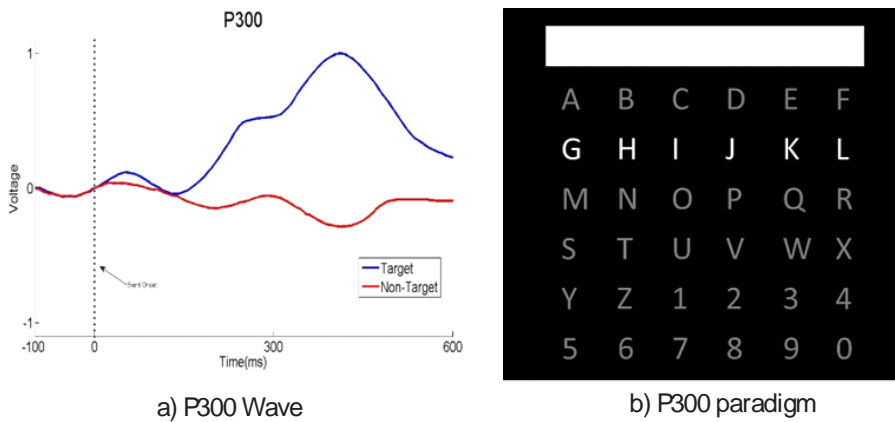 P300
1
0
-1
Voltage
Event Onset
Target
Non-Target
-100 0 300 600
Time(ms)
a) P300 Wave
A B C D E F
G H I J K L
M N O P Q R
S T U V W X
Y Z 1 2 3 4
5 6 7 8 9 0
b) P300 paradigm